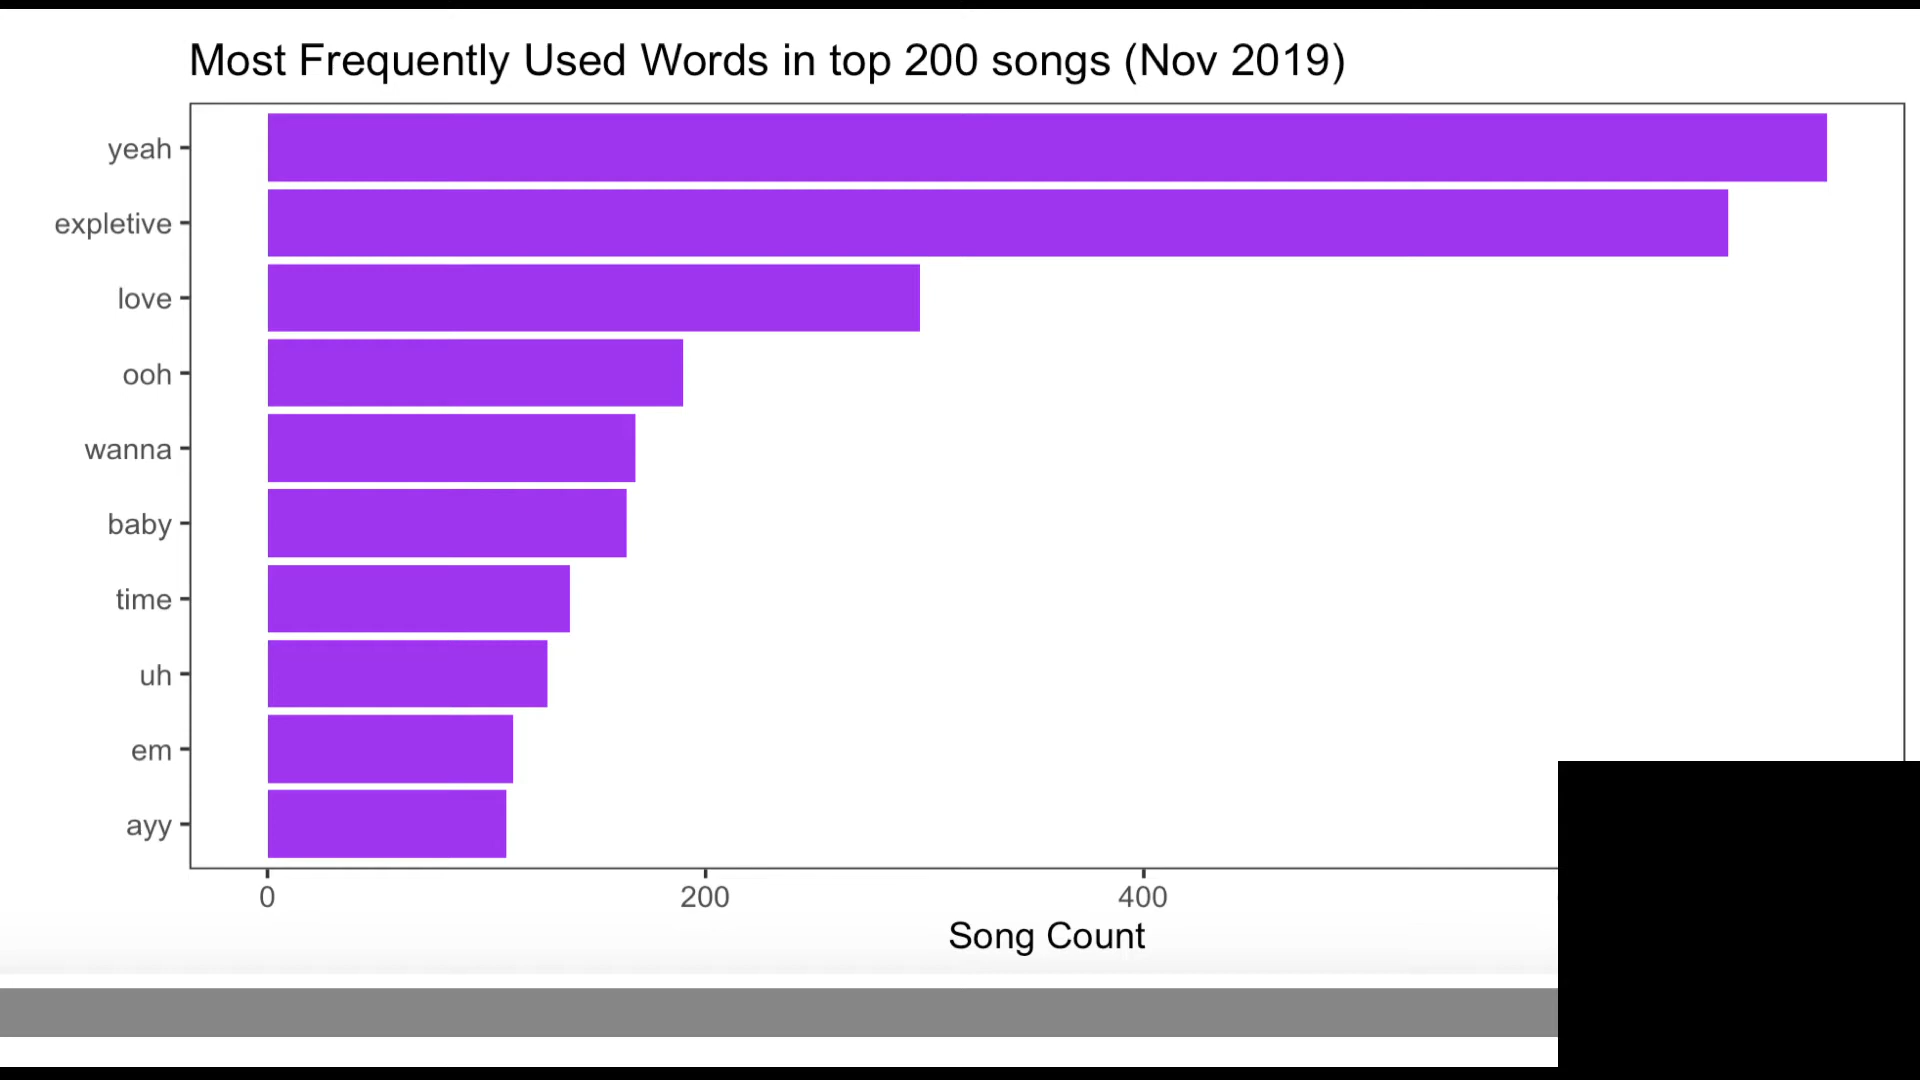 Most Frequently Used Words in top 200 songs (Nov 2019)
yeah
expletive
love
ooh
wanna
baby
time
uh
em
ayy
0 200 400
Song Count